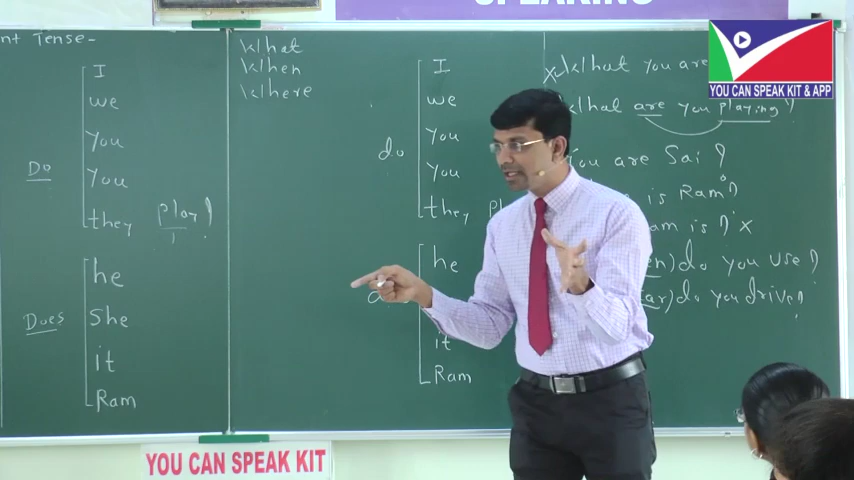 SPEAKING
YOU CAN SPEAK KIT & APP
nt Tense-
Do
I
we
You
You
they play?
Does
he
She
it
Ram
What
When
Where
do
I
we
You
You
they
he
it
Ram
x What you are
What are you playing?
You are Sai?
is Ram?
am is? x
do you use?
do you drive?
YOU CAN SPEAK KIT